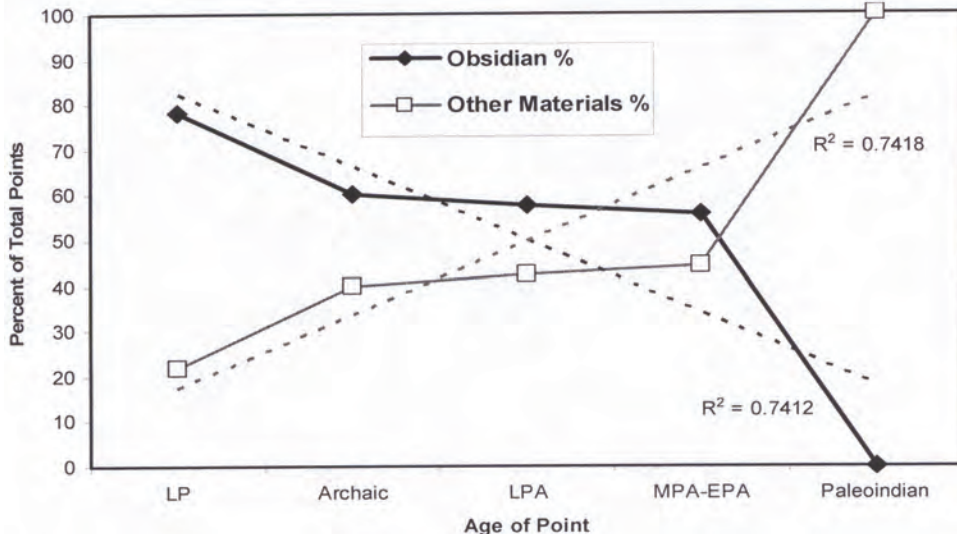 100
90
80
70
60
50
40
30
20
10
0
Percent of Total Points
Obsidian %
Other Materials %
R² = 0.7418
R² = 0.7412
LP Archaic LPA MPA-EPA Paleoindian
Age of Point